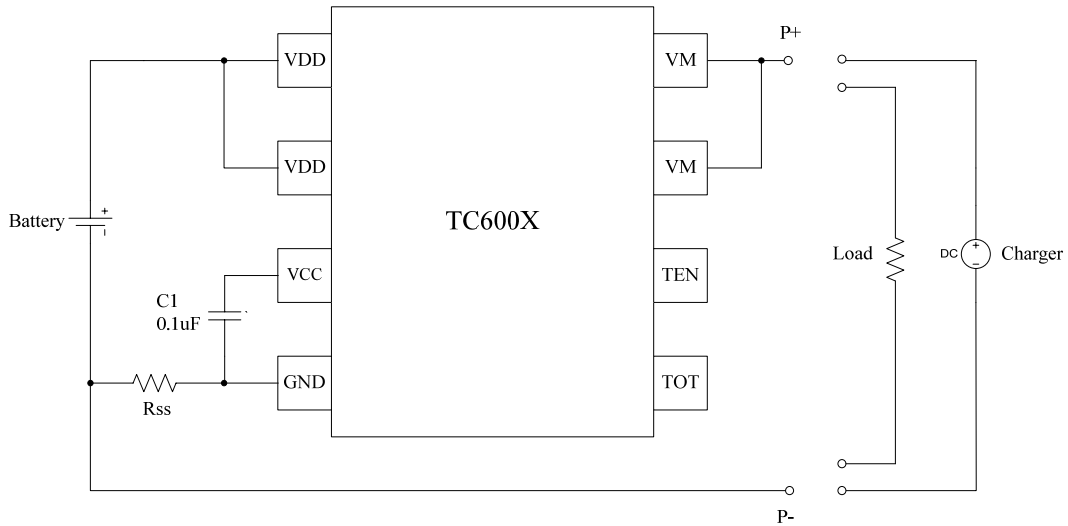 P+
VDD
VM
VDD
VM
TC600X
Battery
+
-
Load
DC
+
-
Charger
VCC
TEN
C1
0.1uF
GND
TOT
Rss
P-